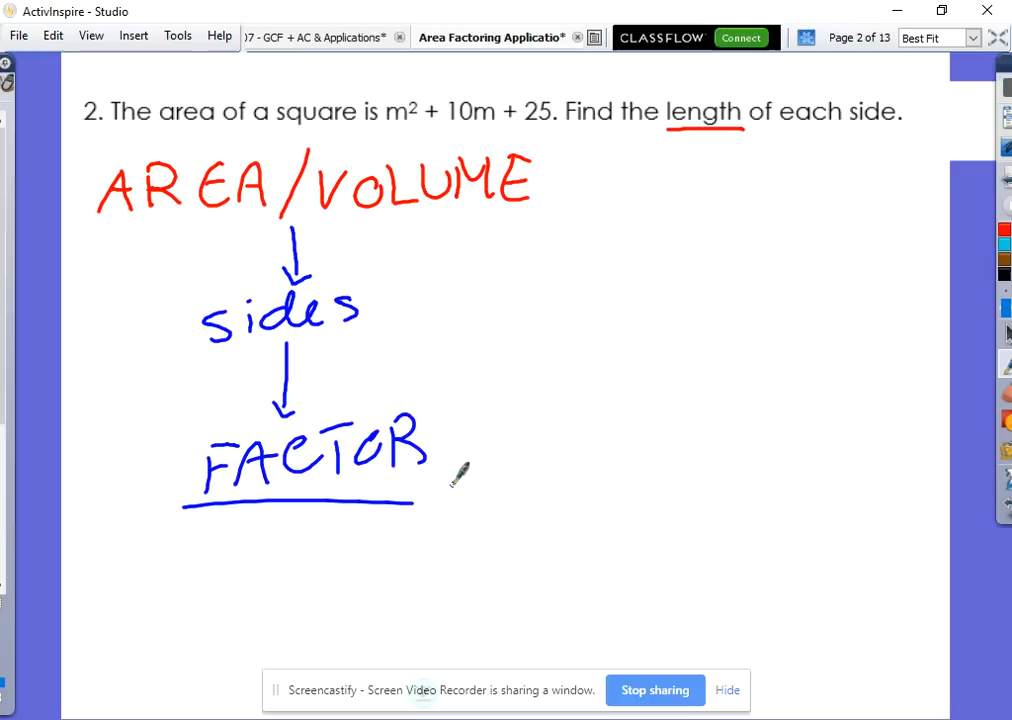 ActivInspire - Studio
File Edit View Insert Tools Help
07 - GCF + AC & Applications* Area Factoring Applicatio* CLASSFLOW Connect Page 2 of 13 Best Fit
2. The area of a square is m² + 10m + 25. Find the length of each side.
AREA/VOLUME
sides
FACTOR
Screencastify - Screen Video Recorder is sharing a window. Stop sharing Hide